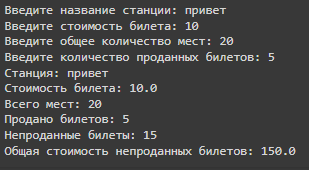 Введите название станции: привет
Введите стоимость билета: 10
Введите общее количество мест: 20
Введите количество проданных билетов: 5
Станция: привет
Стоимость билета: 10.0
Всего мест: 20
Продано билетов: 5
Непроданные билеты: 15
Общая стоимость непроданных билетов: 150.0